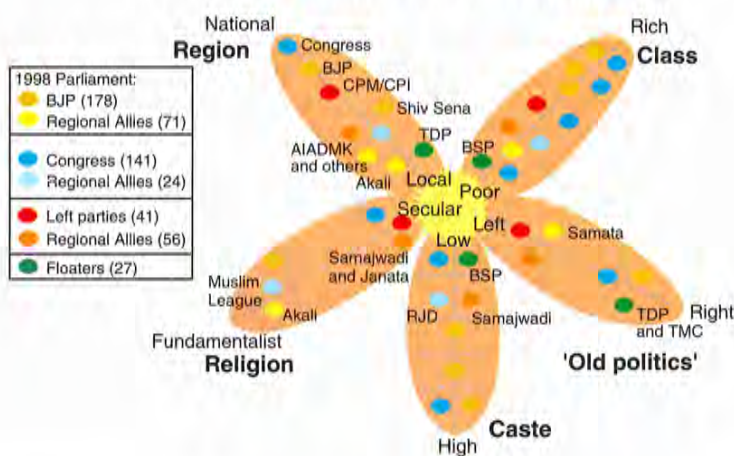 National
Region
Congress
BJP
CPM/CPI
Shiv Sena
TDP
AIADMK
and others
Akali
Local
Rich
Class
BSP
Poor
1998 Parliament:
BJP (178)
Regional Allies (71)
Congress (141)
Regional Allies (24)
Left parties (41)
Regional Allies (56)
Floaters (27)
Secular
Samajwadi
and Janata
Muslim
League
Akali
Fundamentalist
Religion
Low
BSP
RJD
Samajwadi
High
Caste
Left
Samata
TDP
and TMC
Right
'Old politics'